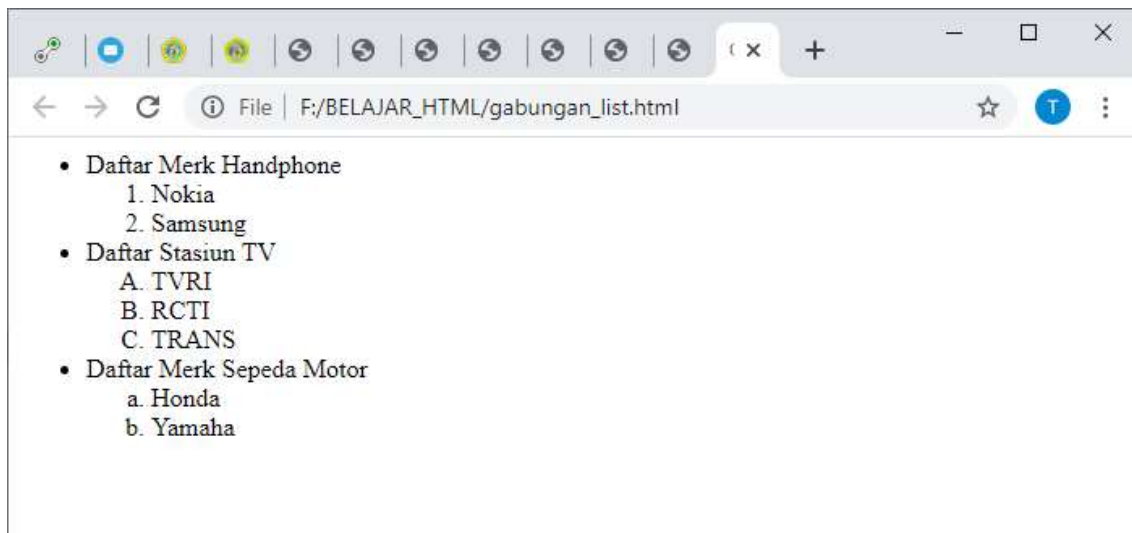 File F:/BELAJAR_HTML/gabungan_list.html
T
• Daftar Merk Handphone
1. Nokia
2. Samsung
• Daftar Stasiun TV
A. TVRI
B. RCTI
C. TRANS
• Daftar Merk Sepeda Motor
a. Honda
b. Yamaha